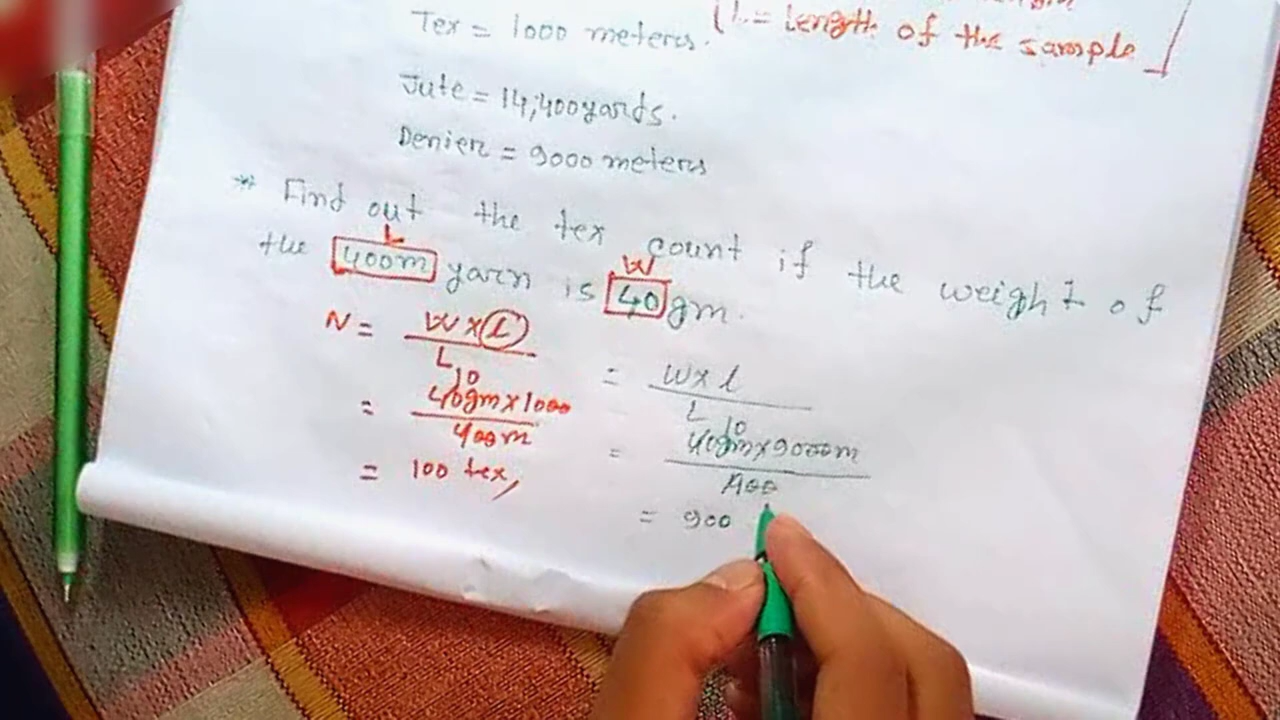 Tex = 1000 meters.
L = Length of the sample ]
Jute = 14,400 yards.
Denier = 9000 meters
* Find out the tex count if the weight of
L W
the 400m yarn is 40 gm.
N = W x l
L
10
= 40gm x 1000
400m
= 100 tex,
= W x l
L
10
= 40gm x 9000m
400
= 900